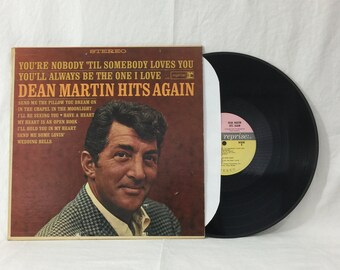 STEREO
YOU'RE NOBODY 'TIL SOMEBODY LOVES YOU
YOU'LL ALWAYS BE THE ONE I LOVE
DEAN MARTIN HITS AGAIN
SEND ME THE PILLOW YOU DREAM ON
IN THE CHAPEL IN THE MOONLIGHT
I'LL BE SEEING YOU • HAVE A HEART
MY HEART IS AN OPEN BOOK
I'LL HOLD YOU IN MY HEART
SEND ME SOME LOVIN'
WEDDING BELLS
reprise